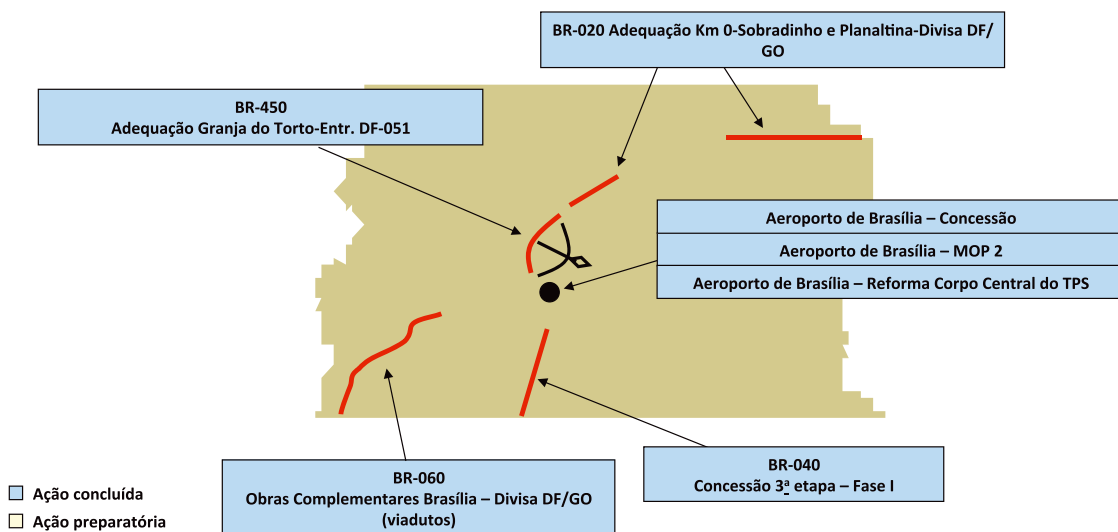 BR-020 Adequação Km 0-Sobradinho e Planaltina-Divisa DF/
GO
BR-450
Adequação Granja do Torto-Entr. DF-051
Aeroporto de Brasília – Concessão
Aeroporto de Brasília – MOP 2
Aeroporto de Brasília – Reforma Corpo Central do TPS
BR-060
Obras Complementares Brasília – Divisa DF/GO
(viadutos)
BR-040
Concessão 3ª etapa – Fase I
Ação concluída
Ação preparatória